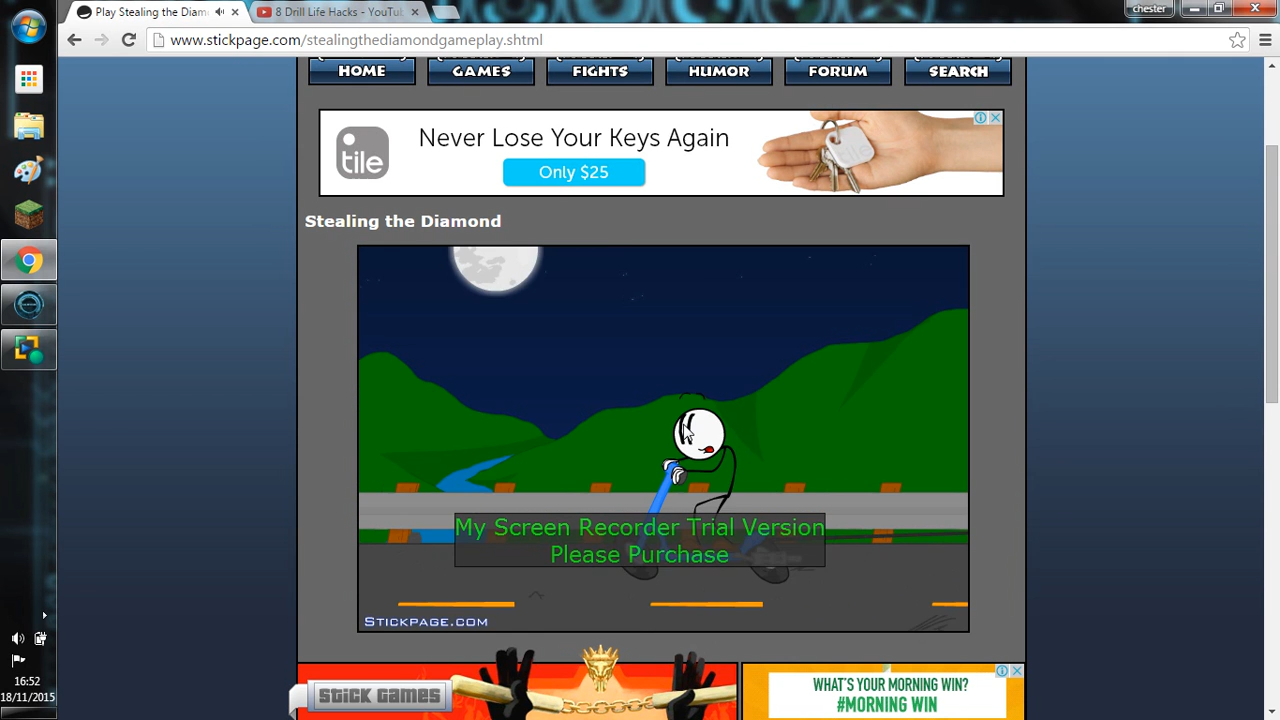 Play Stealing the Diam
8 Drill Life Hacks - YouTub
chester
www.stickpage.com/stealingthediamondgameplay.shtml
HOME
GAMES
FIGHTS
HUMOR
FORUM
SEARCH
tile
Never Lose Your Keys Again
Only $25
Stealing the Diamond
My Screen Recorder Trial Version
Please Purchase
STICKPAGE.COM
STICK GAMES
WHAT'S YOUR MORNING WIN?
#MORNING WIN
16:52
18/11/2015